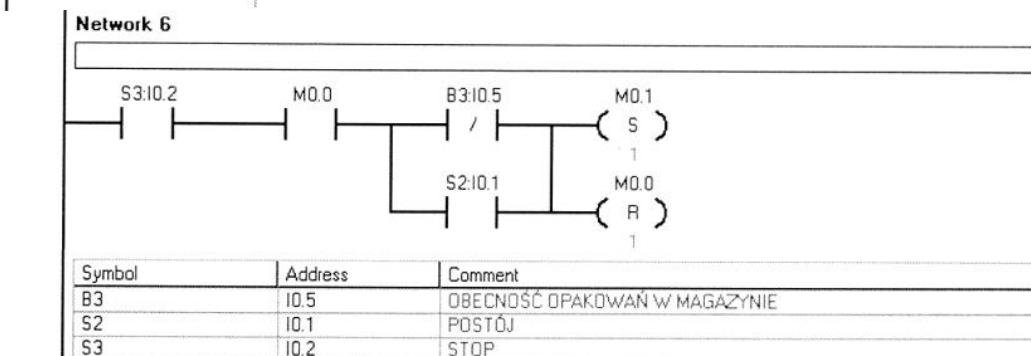 Network 6
S3:I0.2 M0.0 B3:I0.5 M0.1
/ S
1
S2:I0.1 M0.0
R
1
Symbol Address Comment
B3 I0.5 OBECNOŚĆ OPAKOWAŃ W MAGAZYNIE
S2 I0.1 POSTÓJ
S3 I0.2 STOP